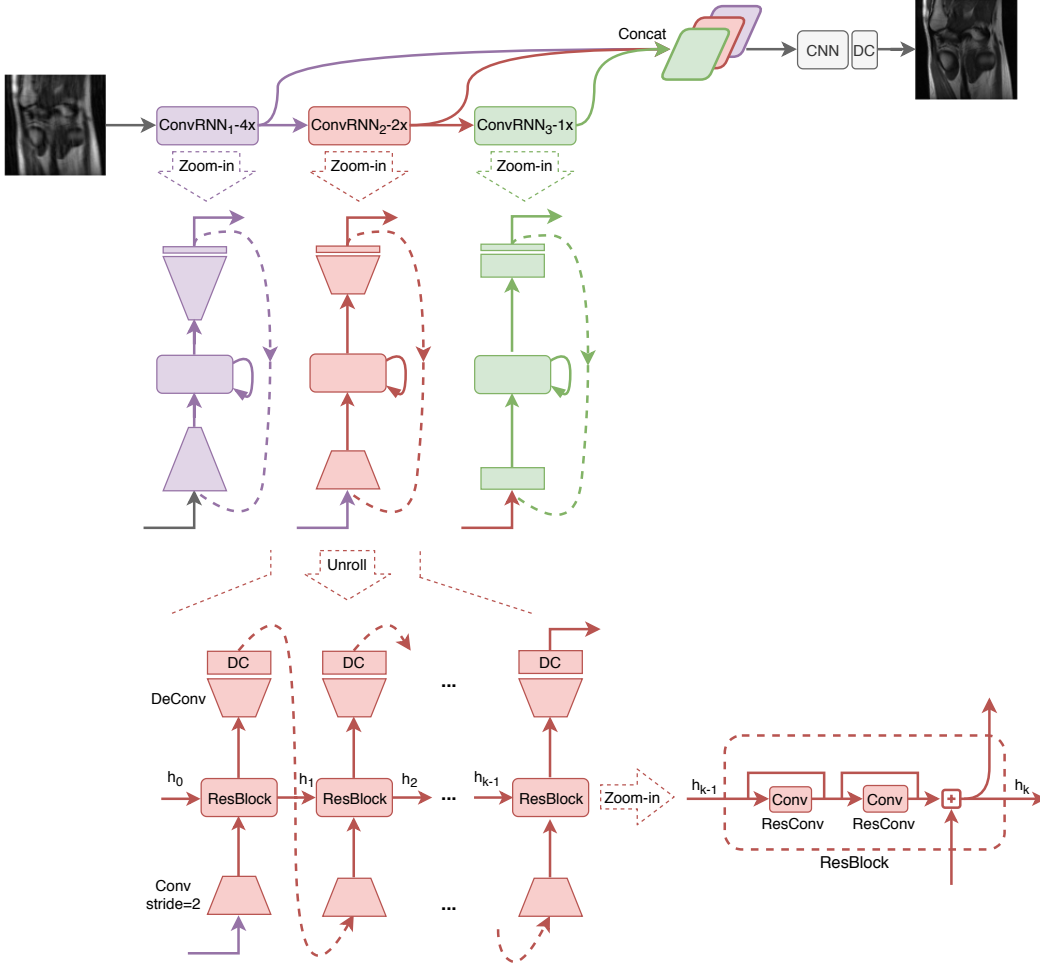 Concat
CNN
DC
ConvRNN₁-4x
ConvRNN₂-2x
ConvRNN₃-1x
Zoom-in
Zoom-in
Zoom-in
Unroll
DC
DC
...
DC
DeConv
h₀
ResBlock
h₁
ResBlock
h₂
...
hₖ₋₁
ResBlock
Zoom-in
hₖ₋₁
Conv
ResConv
Conv
ResConv
+
hₖ
ResBlock
Conv
stride=2
...